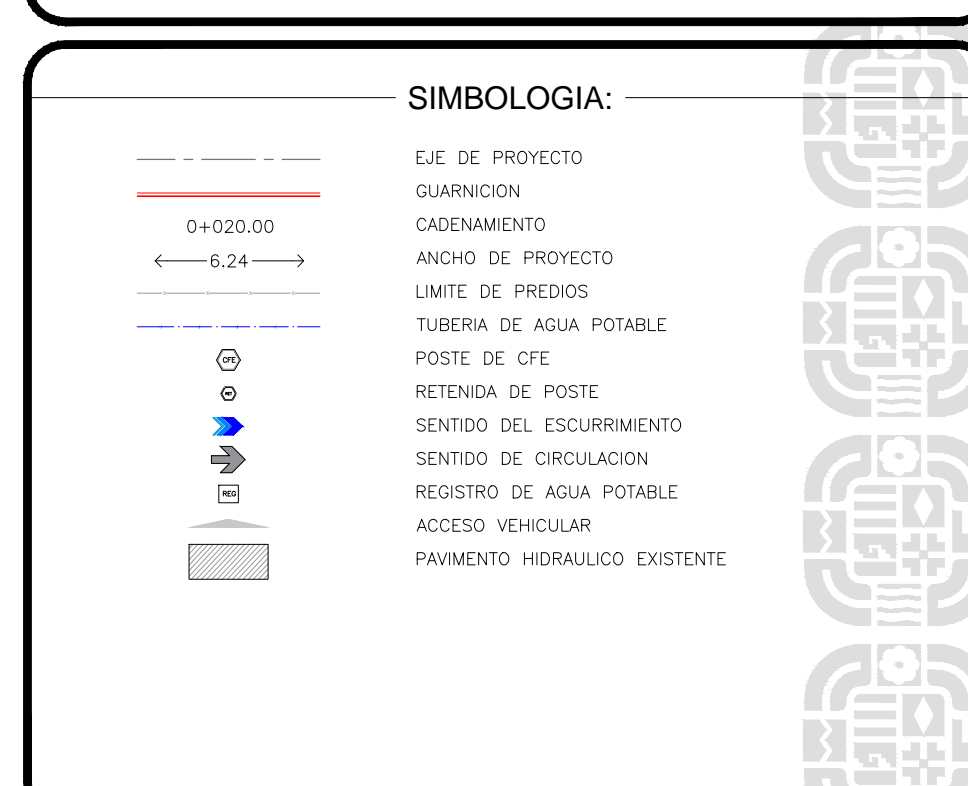 SIMBOLOGIA:
EJE DE PROYECTO
GUARNICION
0+020.00 CADENAMIENTO
6.24 ANCHO DE PROYECTO
LIMITE DE PREDIOS
TUBERIA DE AGUA POTABLE
CFE POSTE DE CFE
RET RETENIDA DE POSTE
SENTIDO DEL ESCURRIMIENTO
SENTIDO DE CIRCULACION
REG REGISTRO DE AGUA POTABLE
ACCESO VEHICULAR
PAVIMENTO HIDRAULICO EXISTENTE